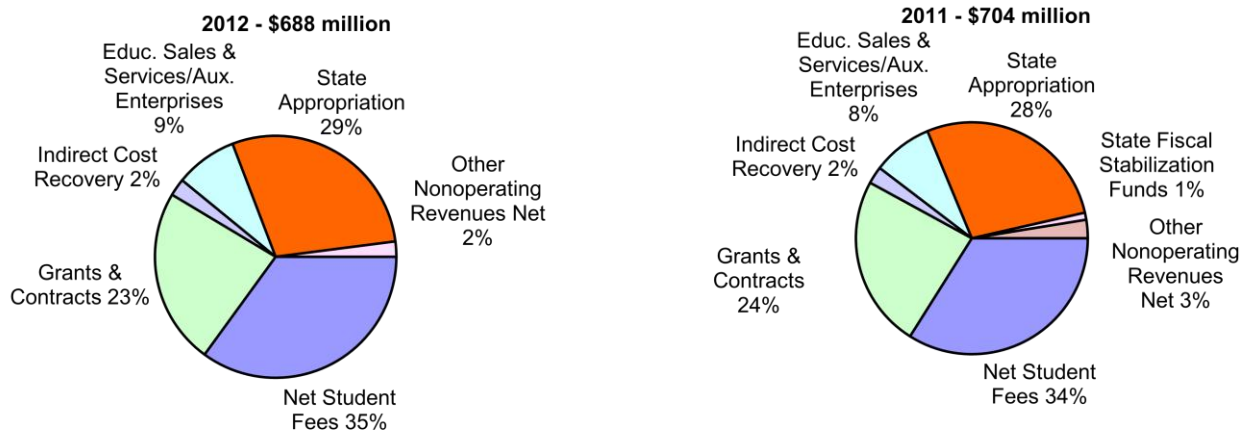 2012 - $688 million
Educ. Sales &
Services/Aux.
Enterprises
9%
State
Appropriation
29%
Indirect Cost
Recovery 2%
Other
Nonoperating
Revenues Net
2%
Grants &
Contracts 23%
Net Student
Fees 35%
2011 - $704 million
Educ. Sales &
Services/Aux.
Enterprises
8%
State
Appropriation
28%
Indirect Cost
Recovery 2%
State Fiscal
Stabilization
Funds 1%
Other
Nonoperating
Revenues
Net 3%
Grants &
Contracts
24%
Net Student
Fees 34%